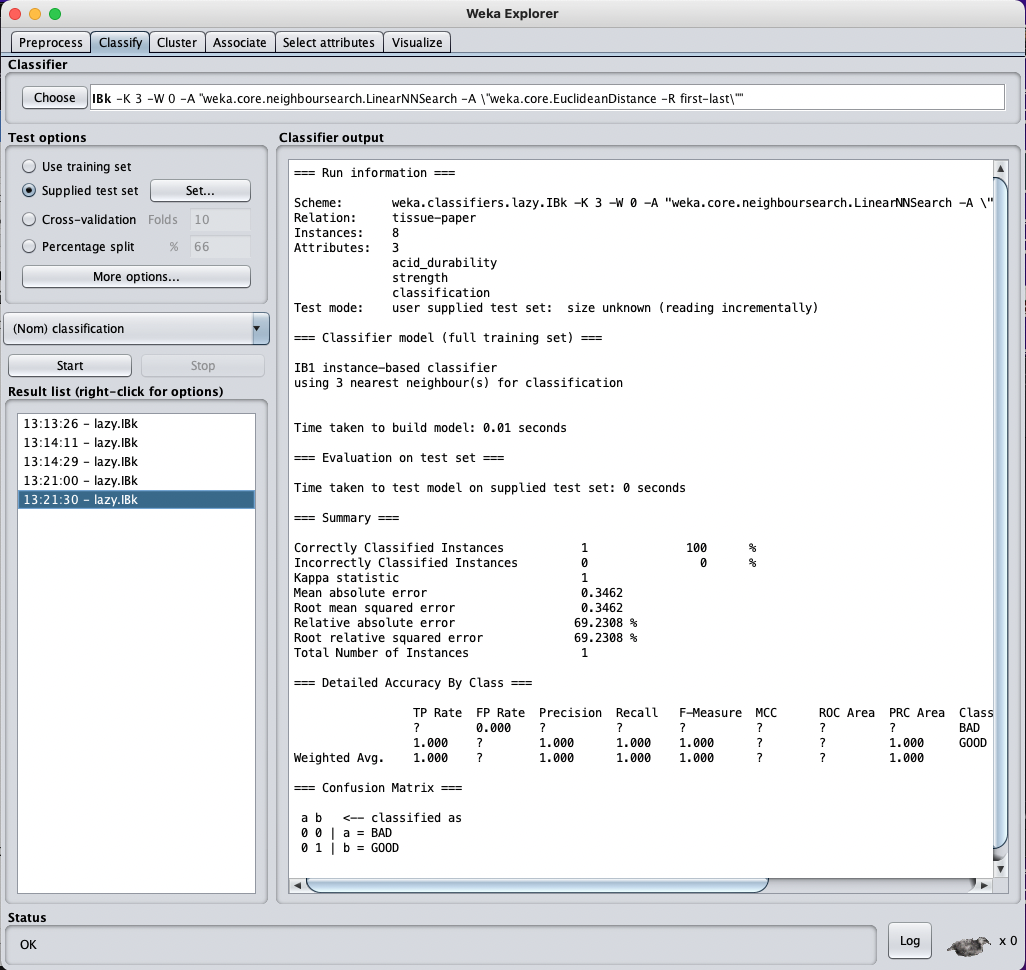 Weka Explorer
Preprocess Classify Cluster Associate Select attributes Visualize
Classifier
Choose IBk -K 3 -W 0 -A "weka.core.neighboursearch.LinearNNSearch -A \"weka.core.EuclideanDistance -R first-last\""
Test options
Use training set
Supplied test set Set...
Cross-validation Folds 10
Percentage split % 66
More options...
(Nom) classification
Start Stop
Result list (right-click for options)
13:13:26 - lazy.IBk
13:14:11 - lazy.IBk
13:14:29 - lazy.IBk
13:21:00 - lazy.IBk
13:21:30 - lazy.IBk
Classifier output
=== Run information ===
Scheme: weka.classifiers.lazy.IBk -K 3 -W 0 -A "weka.core.neighboursearch.LinearNNSearch -A \"
Relation: tissue-paper
Instances: 8
Attributes: 3
acid_durability
strength
classification
Test mode: user supplied test set: size unknown (reading incrementally)
=== Classifier model (full training set) ===
IB1 instance-based classifier
using 3 nearest neighbour(s) for classification
Time taken to build model: 0.01 seconds
=== Evaluation on test set ===
Time taken to test model on supplied test set: 0 seconds
=== Summary ===
Correctly Classified Instances 1 100 %
Incorrectly Classified Instances 0 0 %
Kappa statistic 1
Mean absolute error 0.3462
Root mean squared error 0.3462
Relative absolute error 69.2308 %
Root relative squared error 69.2308 %
Total Number of Instances 1
=== Detailed Accuracy By Class ===
TP Rate FP Rate Precision Recall F-Measure MCC ROC Area PRC Area Class
? 0.000 ? ? ? ? ? ? BAD
1.000 ? 1.000 1.000 1.000 ? ? 1.000 GOOD
Weighted Avg. 1.000 ? 1.000 1.000 1.000 ? ? 1.000
=== Confusion Matrix ===
a b <-- classified as
0 0 | a = BAD
0 1 | b = GOOD
Status
OK
Log
x 0